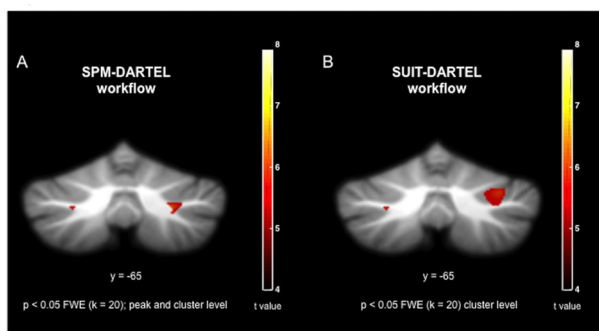 A
SPM-DARTEL
workflow
8
7
6
5
4
y = -65
p < 0.05 FWE (k = 20); peak and cluster level
t value
B
SUIT-DARTEL
workflow
8
7
6
5
4
y = -65
p < 0.05 FWE (k = 20) cluster level
t value